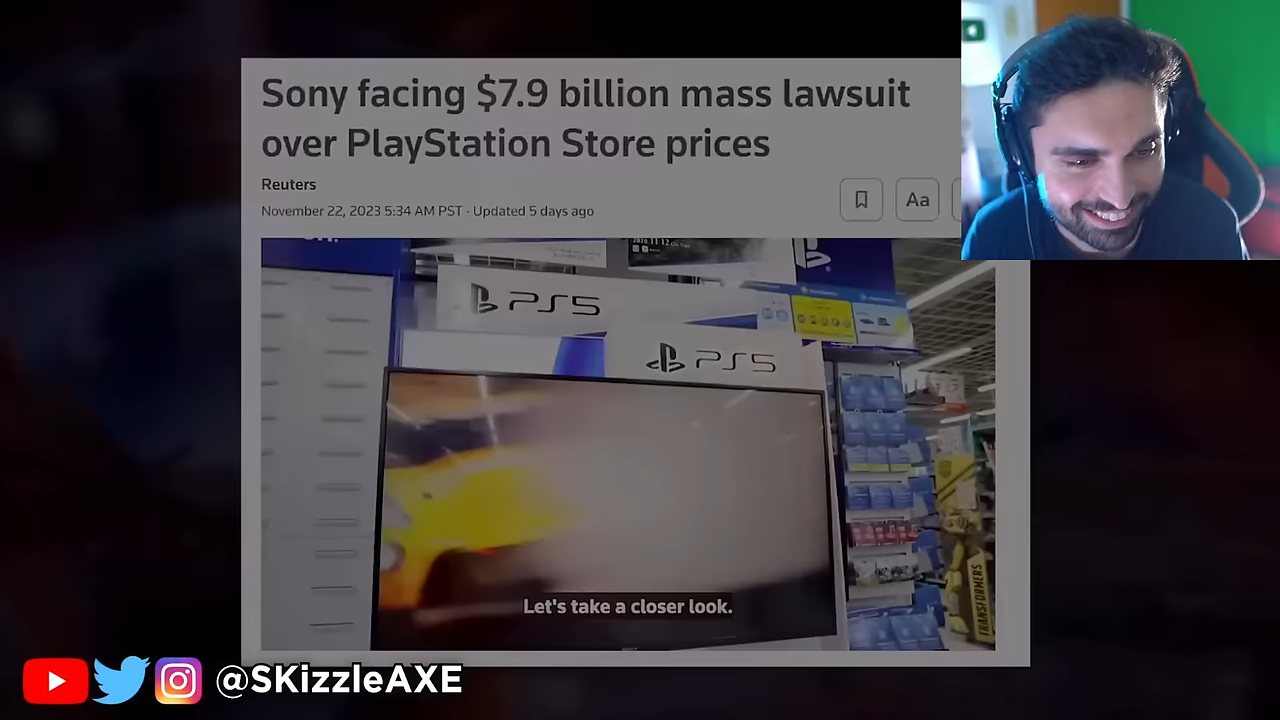 Sony facing $7.9 billion mass lawsuit
over PlayStation Store prices
Reuters
November 22, 2023 5:34 AM PST · Updated 5 days ago
Aa
PS5
PS5
TRANSFORMERS
Let's take a closer look.
@SKizzleAXE